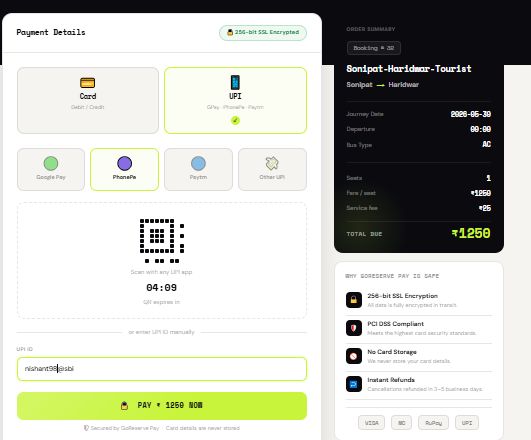 Payment Details
256-bit SSL Encrypted
Card
Debit / Credit
UPI
GPay · PhonePe · Paytm
Google Pay
PhonePe
Paytm
Other UPI
Scan with any UPI app
04:09
QR expires in
or enter UPI ID manually
UPI ID
nishant98@sbi
PAY ₹ 1250 NOW
Secured by GoReserve Pay · Card details are never stored
ORDER SUMMARY
Booking #
Sonipat-Haridwar-Tourist
Sonipat → Haridwar
Journey Date 2026-05-30
Departure 00:00
Bus Type AC
Seats 1
Fare / seat ₹1250
Service fee ₹25
TOTAL DUE ₹1250
WHY GORESERVE PAY IS SAFE
256-bit SSL Encryption
All data is fully encrypted in transit.
PCI DSS Compliant
Meets the highest card security standards.
No Card Storage
We never store your card details.
Instant Refunds
Cancellations refunded in 3–5 business days.
VISA
MC
RuPay
UPI